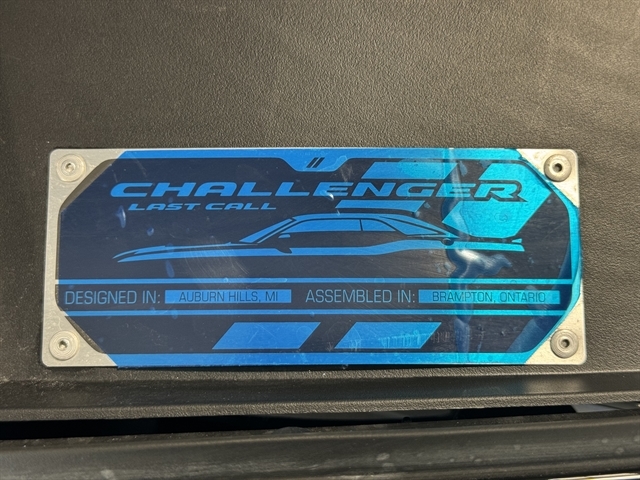 CHALLENGER
LAST CALL
DESIGNED IN: AUBURN HILLS, MI ASSEMBLED IN: BRAMPTON, ONTARIO